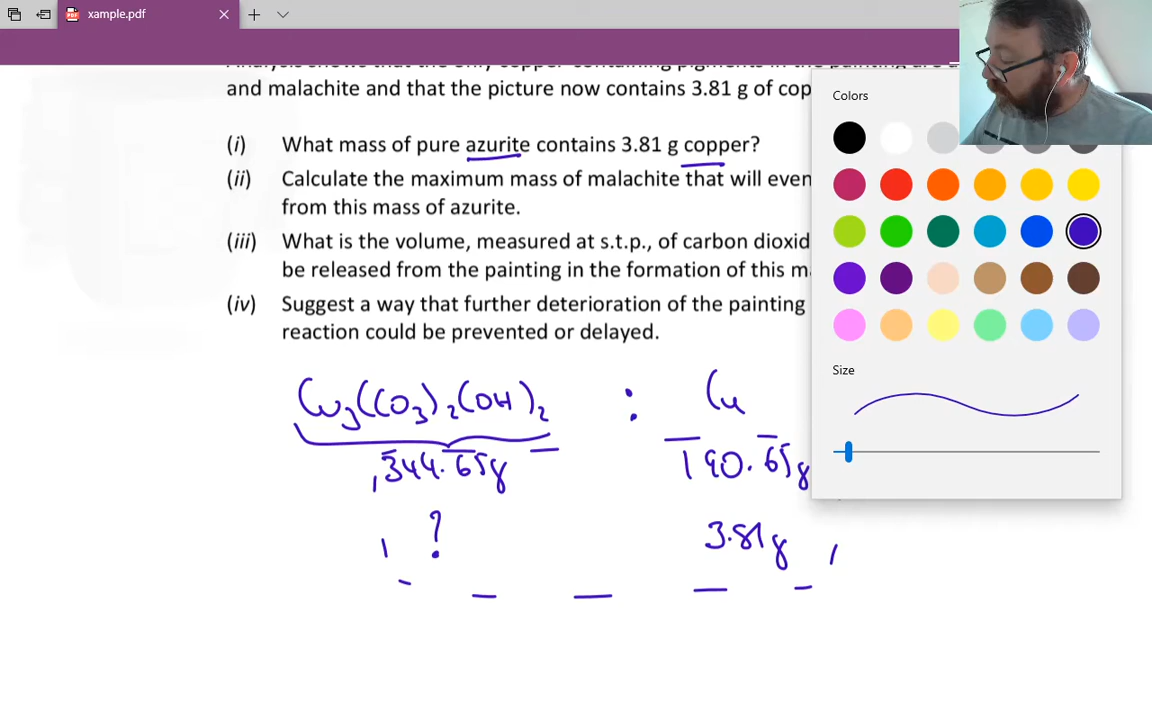 xample.pdf
and malachite and that the picture now contains 3.81 g of cop
(i) What mass of pure azurite contains 3.81 g copper?
(ii) Calculate the maximum mass of malachite that will even
from this mass of azurite.
(iii) What is the volume, measured at s.t.p., of carbon dioxid
be released from the painting in the formation of this m
(iv) Suggest a way that further deterioration of the painting
reaction could be prevented or delayed.
Colors
Size
Cu3(CO3)2(OH)2 : Cu
344.65g 190.65g
? 3.81g